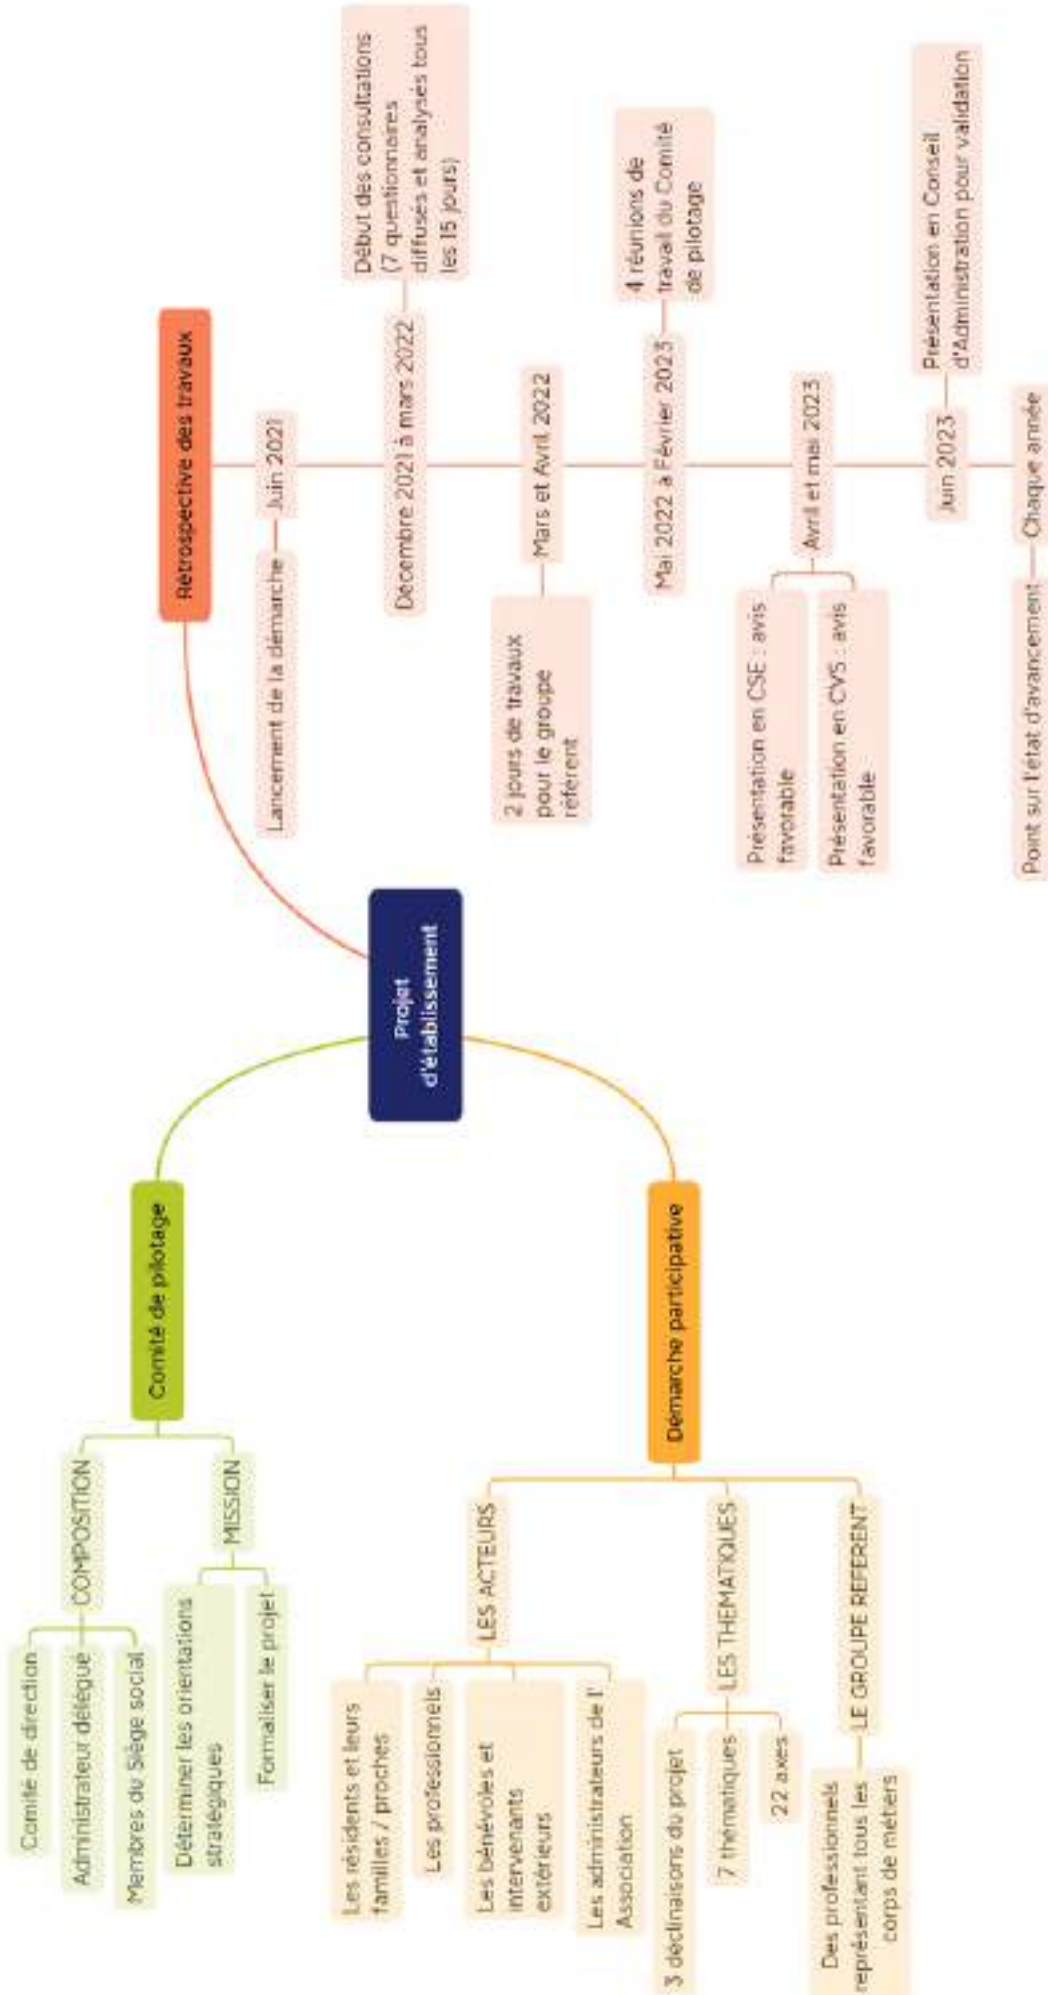 Projet
d'établissement
Comité de pilotage
COMPOSITION
Comité de direction
Administrateur délégué
Membres du Siège social
MISSION
Déterminer les orientations
stratégiques
Formaliser le projet
Démarche participative
LES ACTEURS
Les résidents et leurs
familles / proches
Les professionnels
Les bénévoles et
intervenants
extérieurs
Les administrateurs de l'
Association
LES THEMATIQUES
3 déclinaisons du projet
7 thématiques
22 axes
LE GROUPE REFERENT
Des professionnels
représentant tous les
corps de métiers
Rétrospective des travaux
Lancement de la démarche
Juin 2021
Décembre 2021 à mars 2022
Début des consultations
(7 questionnaires
diffusés et analysés tous
les 15 jours)
2 jours de travaux
pour le groupe
référent
Mars et Avril 2022
Mai 2022 à Février 2023
4 réunions de
travail du Comité
de pilotage
Présentation en CSE : avis
favorable
Présentation en CVS : avis
favorable
Avril et mai 2023
Juin 2023
Présentation en Conseil
d'Administration pour validation
Point sur l'état d'avancement
Chaque année